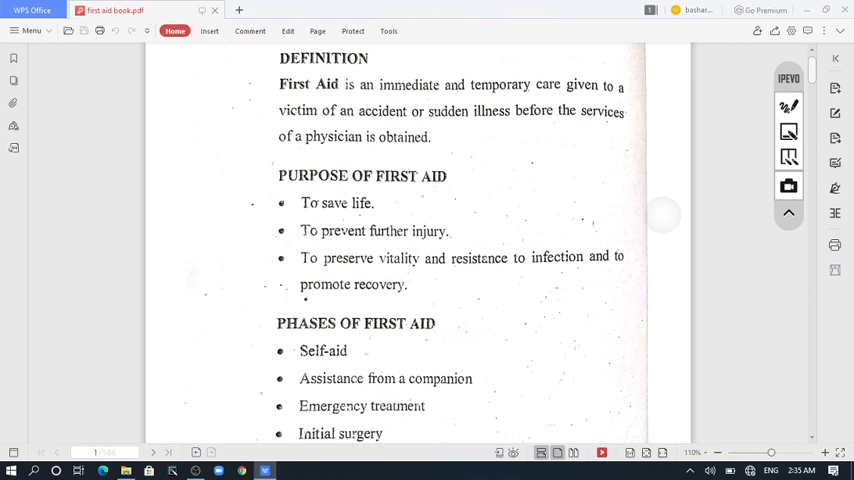 WPS Office
first aid book.pdf
1
bashar...
Go Premium
Menu
Home
Insert
Comment
Edit
Page
Protect
Tools
IPEVO
DEFINITION
First Aid is an immediate and temporary care given to a
victim of an accident or sudden illness before the services
of a physician is obtained.
PURPOSE OF FIRST AID
• To save life.
• To prevent further injury.
• To preserve vitality and resistance to infection and to
promote recovery.
PHASES OF FIRST AID
• Self-aid
• Assistance from a companion
• Emergency treatment
• Initial surgery
1/146
110%
ENG
2:35 AM